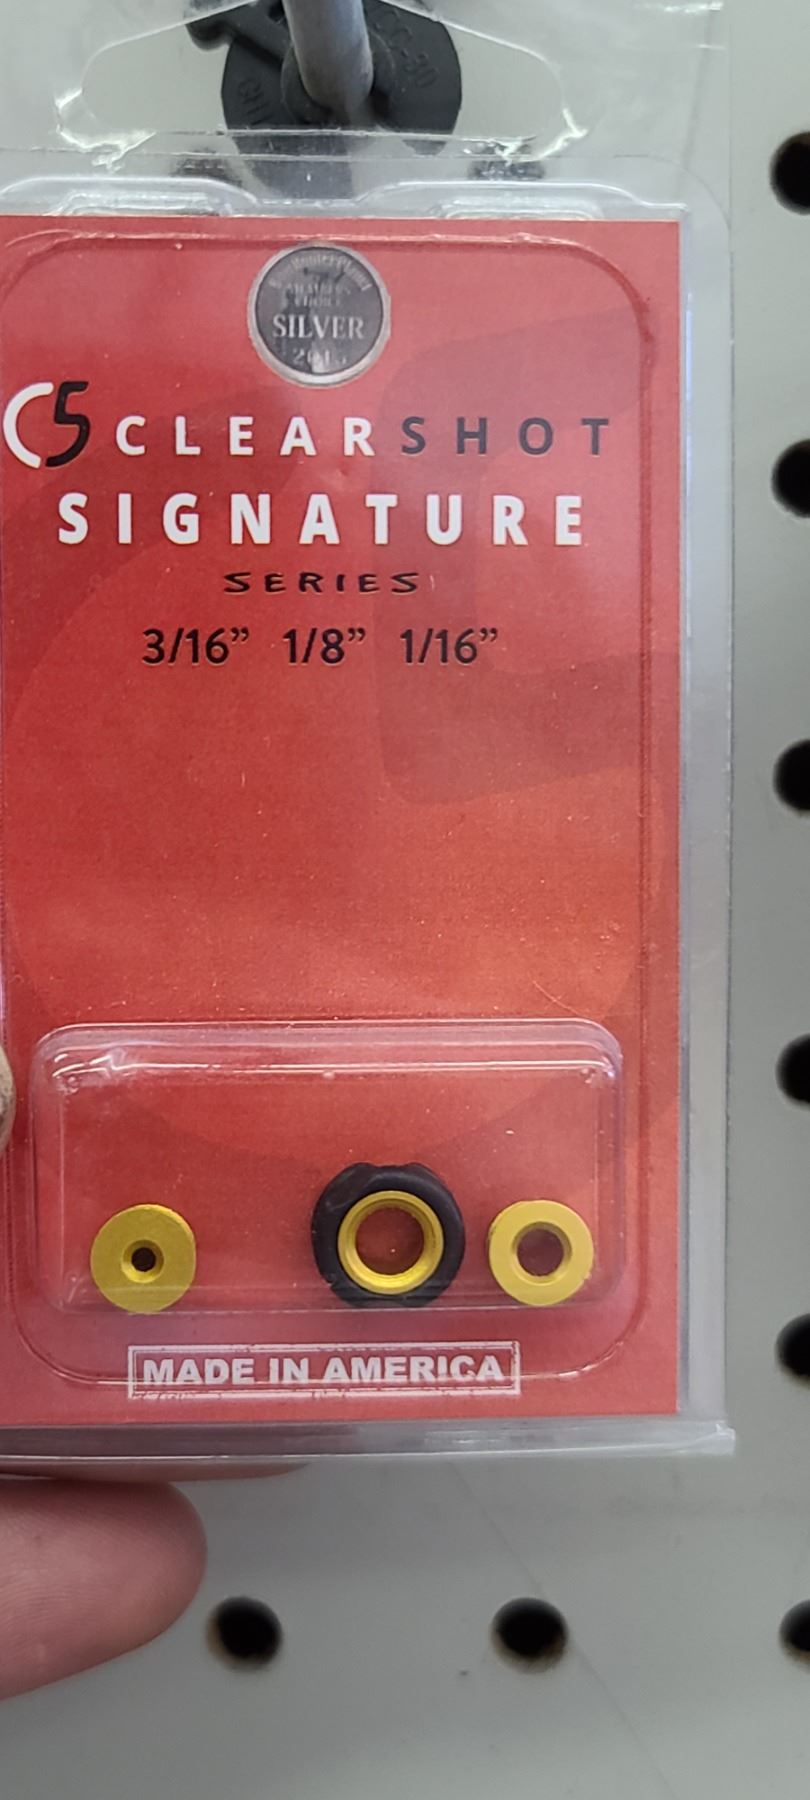 SILVER
C5 CLEARSHOT
SIGNATURE
SERIES
3/16” 1/8” 1/16”
MADE IN AMERICA